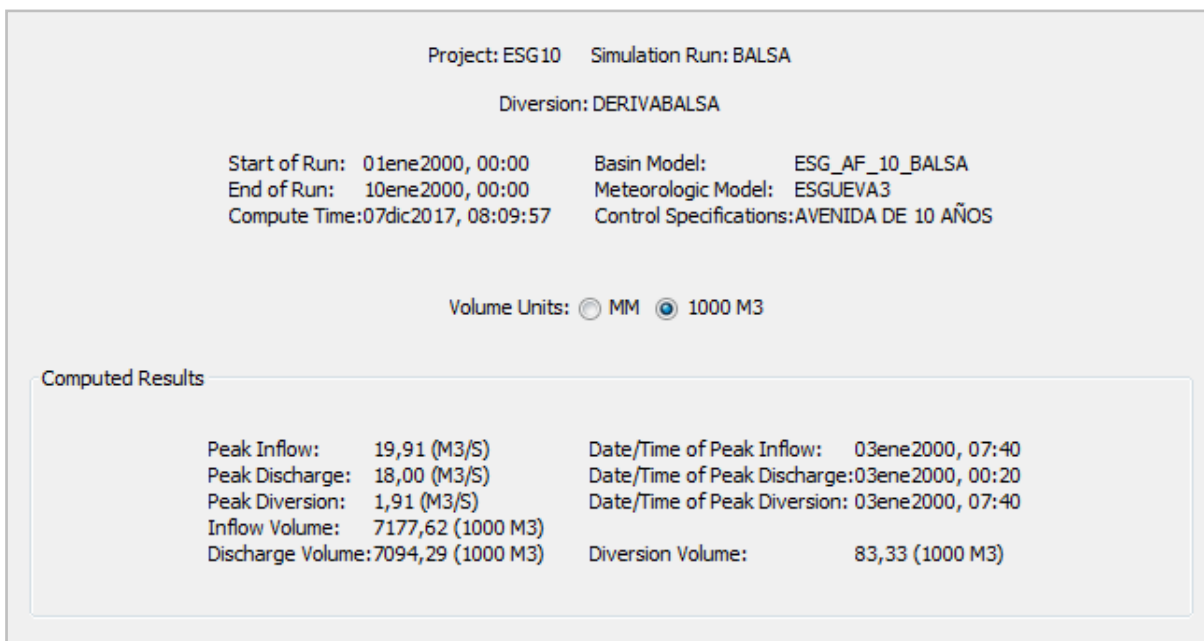 Project: ESG10 Simulation Run: BALSA
Diversion: DERIVABALSA
Start of Run: 01ene2000, 00:00 Basin Model: ESG_AF_10_BALSA
End of Run: 10ene2000, 00:00 Meteorologic Model: ESGUEVA3
Compute Time:07dic2017, 08:09:57 Control Specifications:AVENIDA DE 10 AÑOS
Volume Units: MM 1000 M3
Computed Results
Peak Inflow: 19,91 (M3/S) Date/Time of Peak Inflow: 03ene2000, 07:40
Peak Discharge: 18,00 (M3/S) Date/Time of Peak Discharge:03ene2000, 00:20
Peak Diversion: 1,91 (M3/S) Date/Time of Peak Diversion: 03ene2000, 07:40
Inflow Volume: 7177,62 (1000 M3)
Discharge Volume:7094,29 (1000 M3) Diversion Volume: 83,33 (1000 M3)